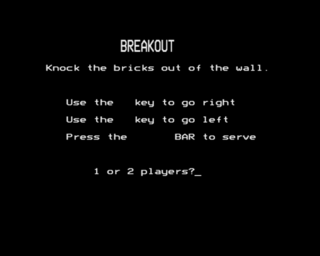 BREAKOUT
Knock the bricks out of the wall.
Use the key to go right
Use the key to go left
Press the BAR to serve
1 or 2 players?_